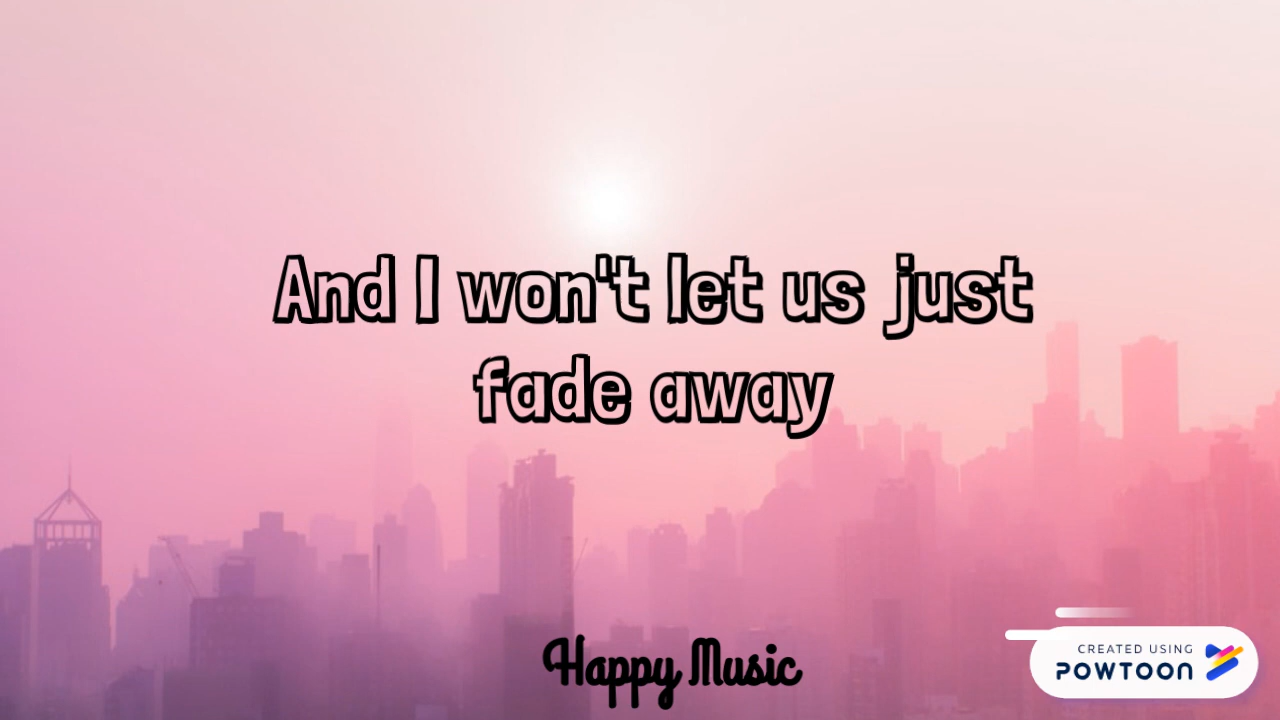 And I won't let us just
fade away
Happy Music
CREATED USING
POWTOON